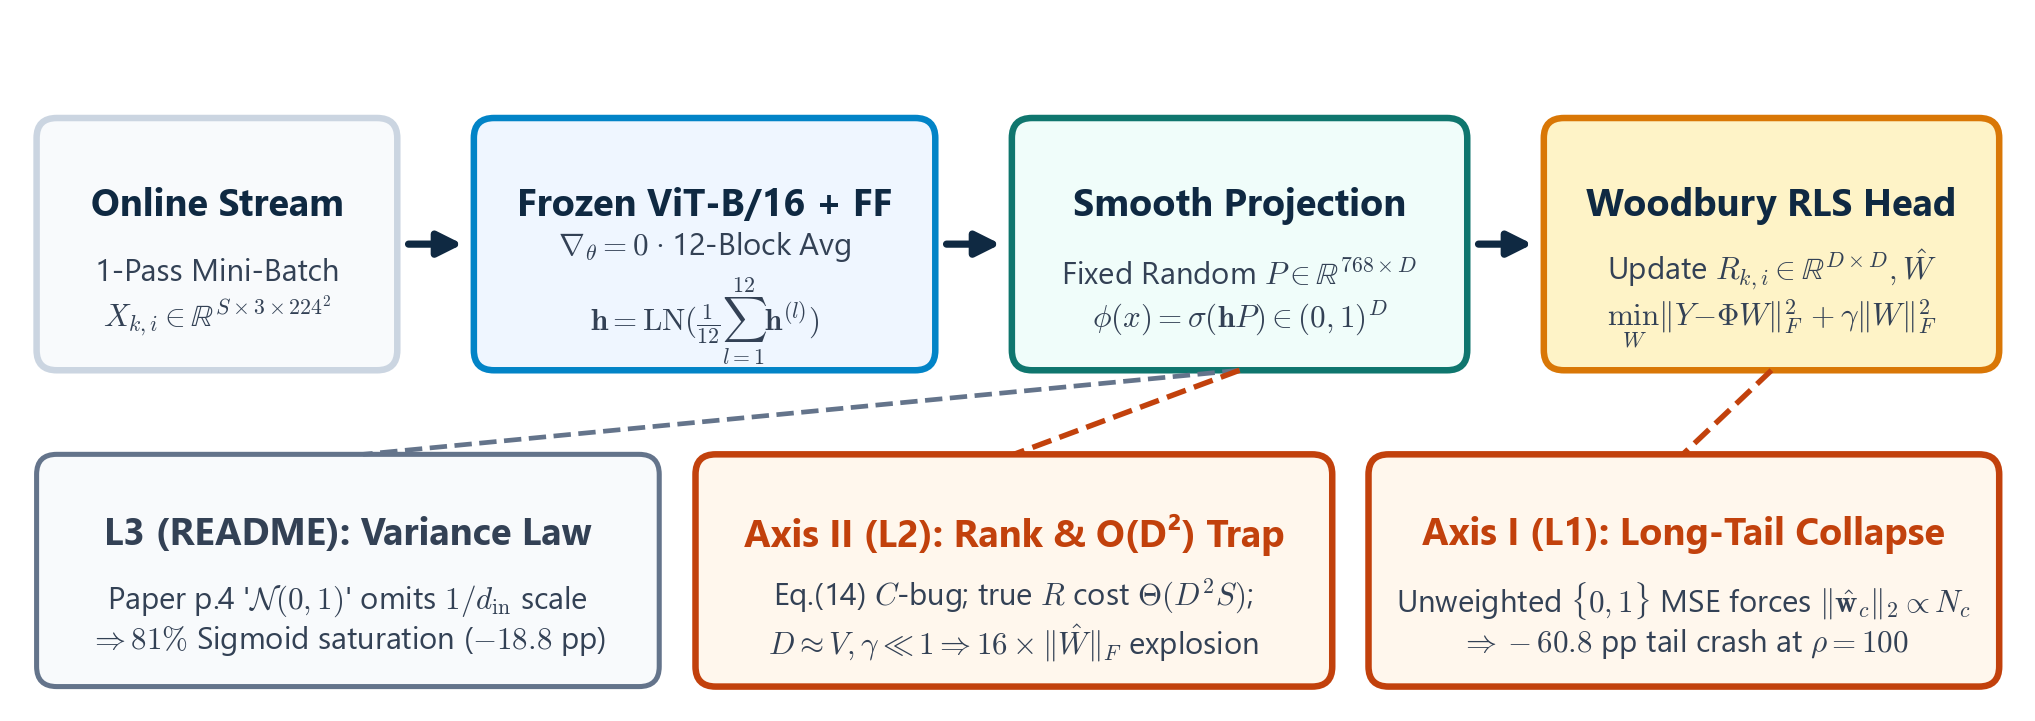 Online Stream
1-Pass Mini-Batch
X_{k,i} ∈ ℝ^{S×3×224²}
Frozen ViT-B/16 + FF
∇_θ = 0 · 12-Block Avg
𝐡 = LN(1/12 ∑_{l=1}^{12} 𝐡^{(l)})
Smooth Projection
Fixed Random P ∈ ℝ^{768×D}
ϕ(x) = σ(𝐡P) ∈ (0, 1)^D
Woodbury RLS Head
Update R_{k,i} ∈ ℝ^{D×D}, Ŵ
min_W ‖Y−ΦW‖²_F + γ‖W‖²_F
L3 (README): Variance Law
Paper p.4 '𝒩(0, 1)' omits 1/d_in scale
⇒ 81% Sigmoid saturation (−18.8 pp)
Axis II (L2): Rank & O(D²) Trap
Eq.(14) C-bug; true R cost Θ(D²S);
D ≈ V, γ ≪ 1 ⇒ 16 × ‖Ŵ‖_F explosion
Axis I (L1): Long-Tail Collapse
Unweighted {0, 1} MSE forces ‖ŵ_c‖₂ ∝ N_c
⇒ −60.8 pp tail crash at ρ = 100